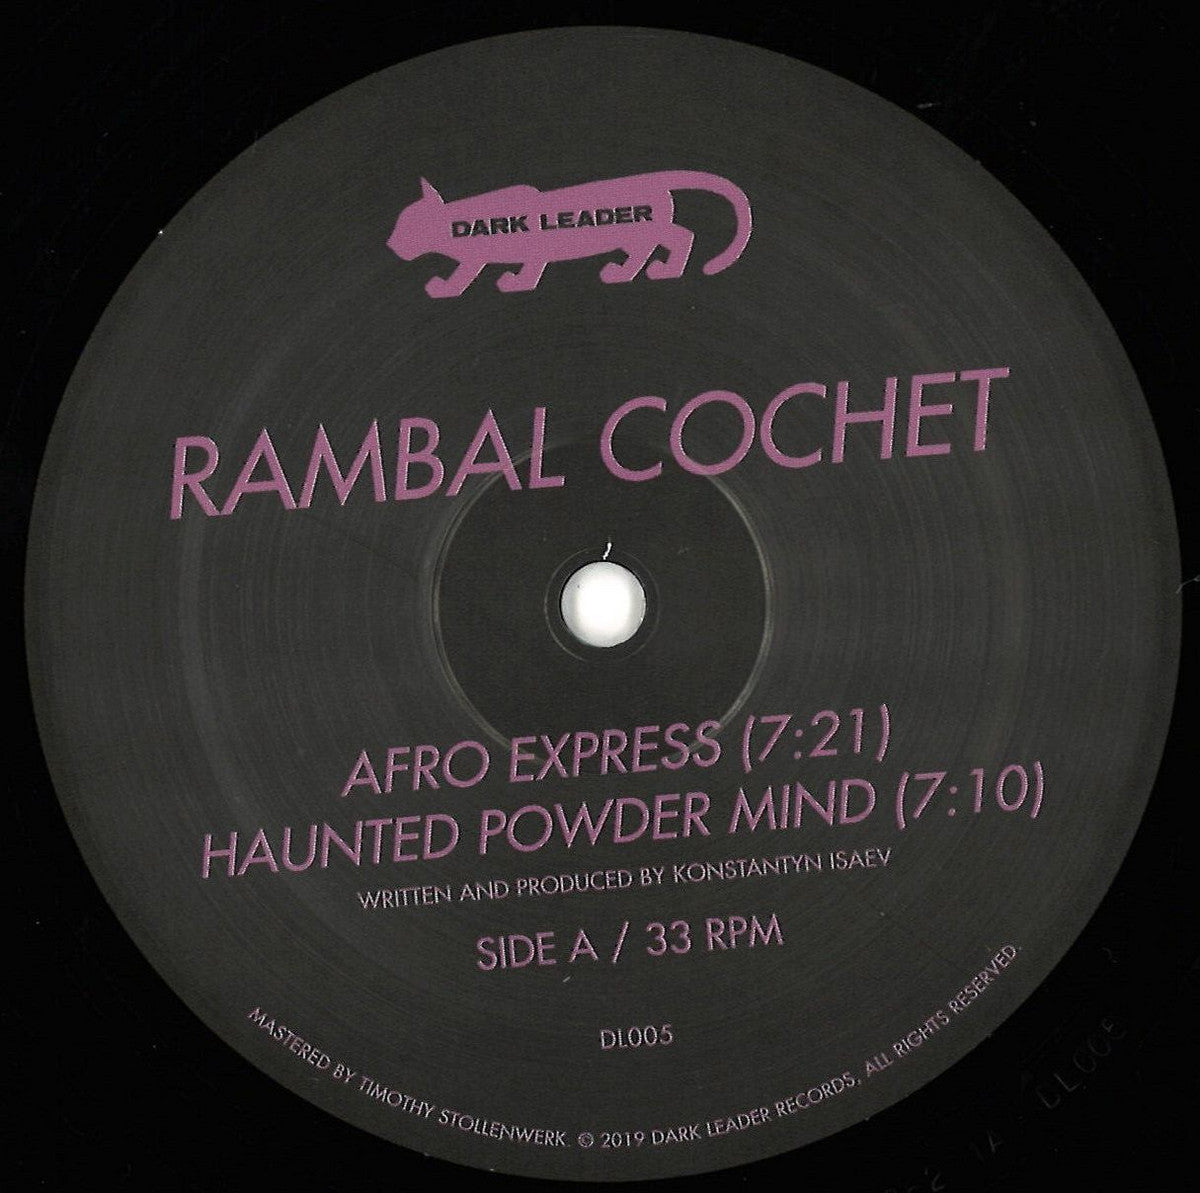 DARK LEADER
RAMBAL COCHET
AFRO EXPRESS (7:21)
HAUNTED POWDER MIND (7:10)
WRITTEN AND PRODUCED BY KONSTANTYN ISAEV
SIDE A / 33 RPM
DL005
MASTERED BY TIMOTHY STOLLENWERK. © 2019 DARK LEADER RECORDS, ALL RIGHTS RESERVED.
DL005